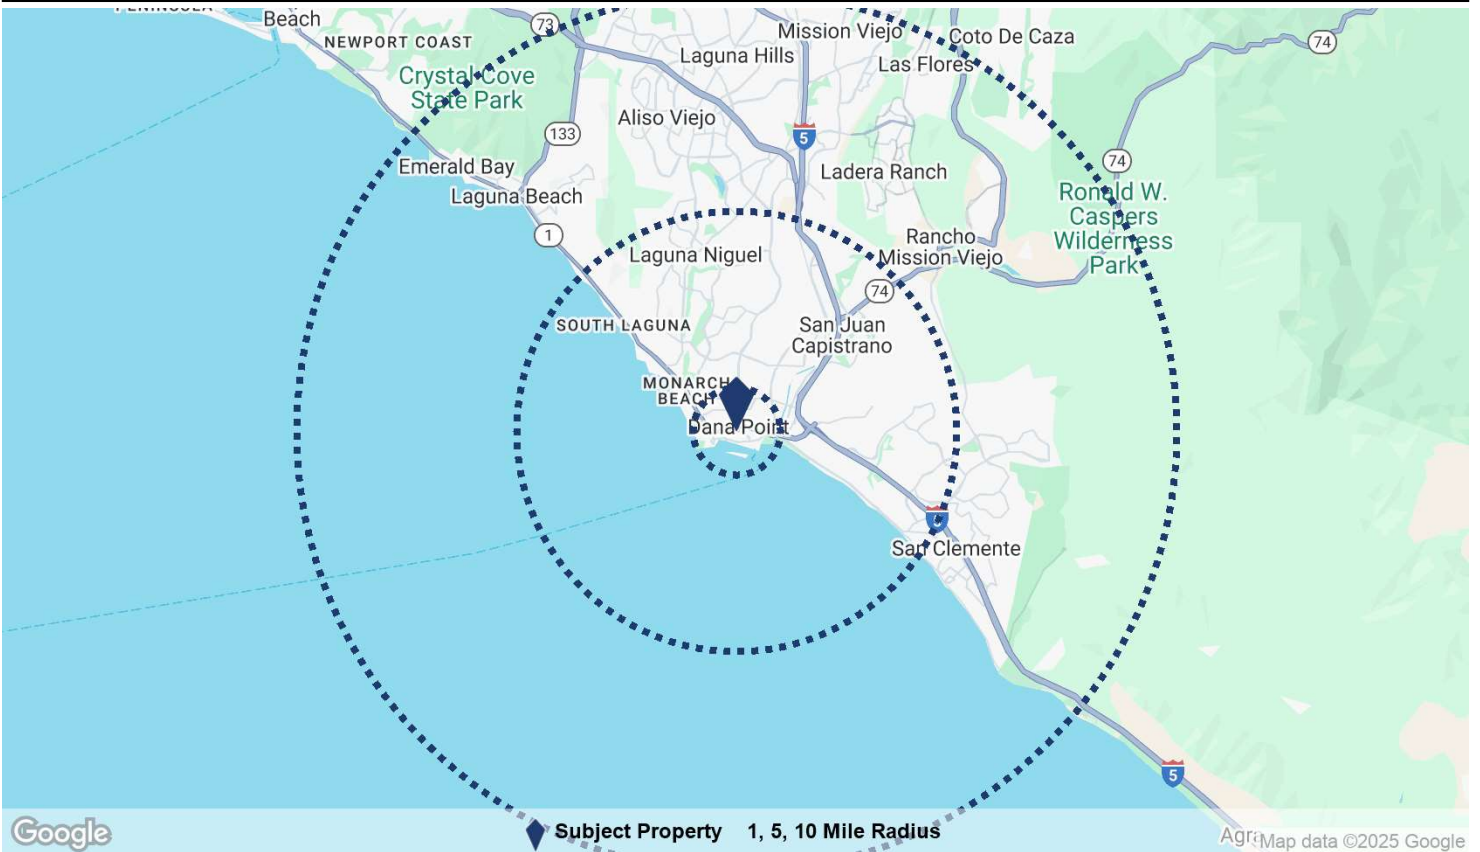 PENINSULA
Beach
73
Mission Viejo
Coto De Caza
NEWPORT COAST
Laguna Hills
74
Las Flores
Crystal Cove
State Park
Aliso Viejo
133
5
74
Emerald Bay
Ladera Ranch
Laguna Beach
Ronald W.
Caspers
Wilderness
Park
1
Rancho
Mission Viejo
Laguna Niguel
74
SOUTH LAGUNA
San Juan
Capistrano
MONARCH
BEACH
Dana Point
5
San Clemente
5
Google
Subject Property 1, 5, 10 Mile Radius
Agra
Map data ©2025 Google